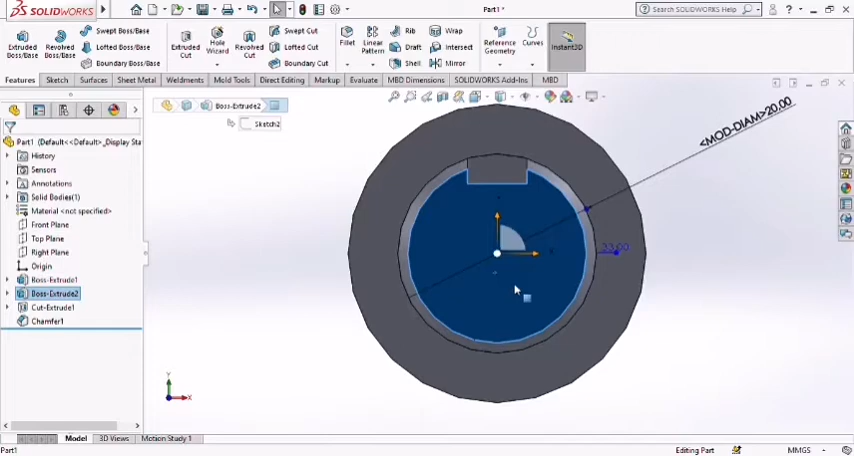 SOLIDWORKS
Part1 *
Search SOLIDWORKS Help
Extruded Boss/Base
Revolved Boss/Base
Swept Boss/Base
Lofted Boss/Base
Boundary Boss/Base
Extruded Cut
Hole Wizard
Revolved Cut
Swept Cut
Lofted Cut
Boundary Cut
Fillet
Linear Pattern
Rib
Draft
Shell
Wrap
Intersect
Mirror
Reference Geometry
Curves
Instant3D
Features Sketch Surfaces Sheet Metal Weldments Mold Tools Direct Editing Markup Evaluate MBD Dimensions SOLIDWORKS Add-Ins MBD
Boss-Extrude2
Sketch2
Part1 (Default<<Default>_Display Sta
History
Sensors
Annotations
Solid Bodies(1)
Material <not specified>
Front Plane
Top Plane
Right Plane
Origin
Boss-Extrude1
Boss-Extrude2
Cut-Extrude1
Chamfer1
<MOD-DIAM>20.00
33.00
Y
X
Model 3D Views Motion Study 1
Part1 Editing Part MMGS